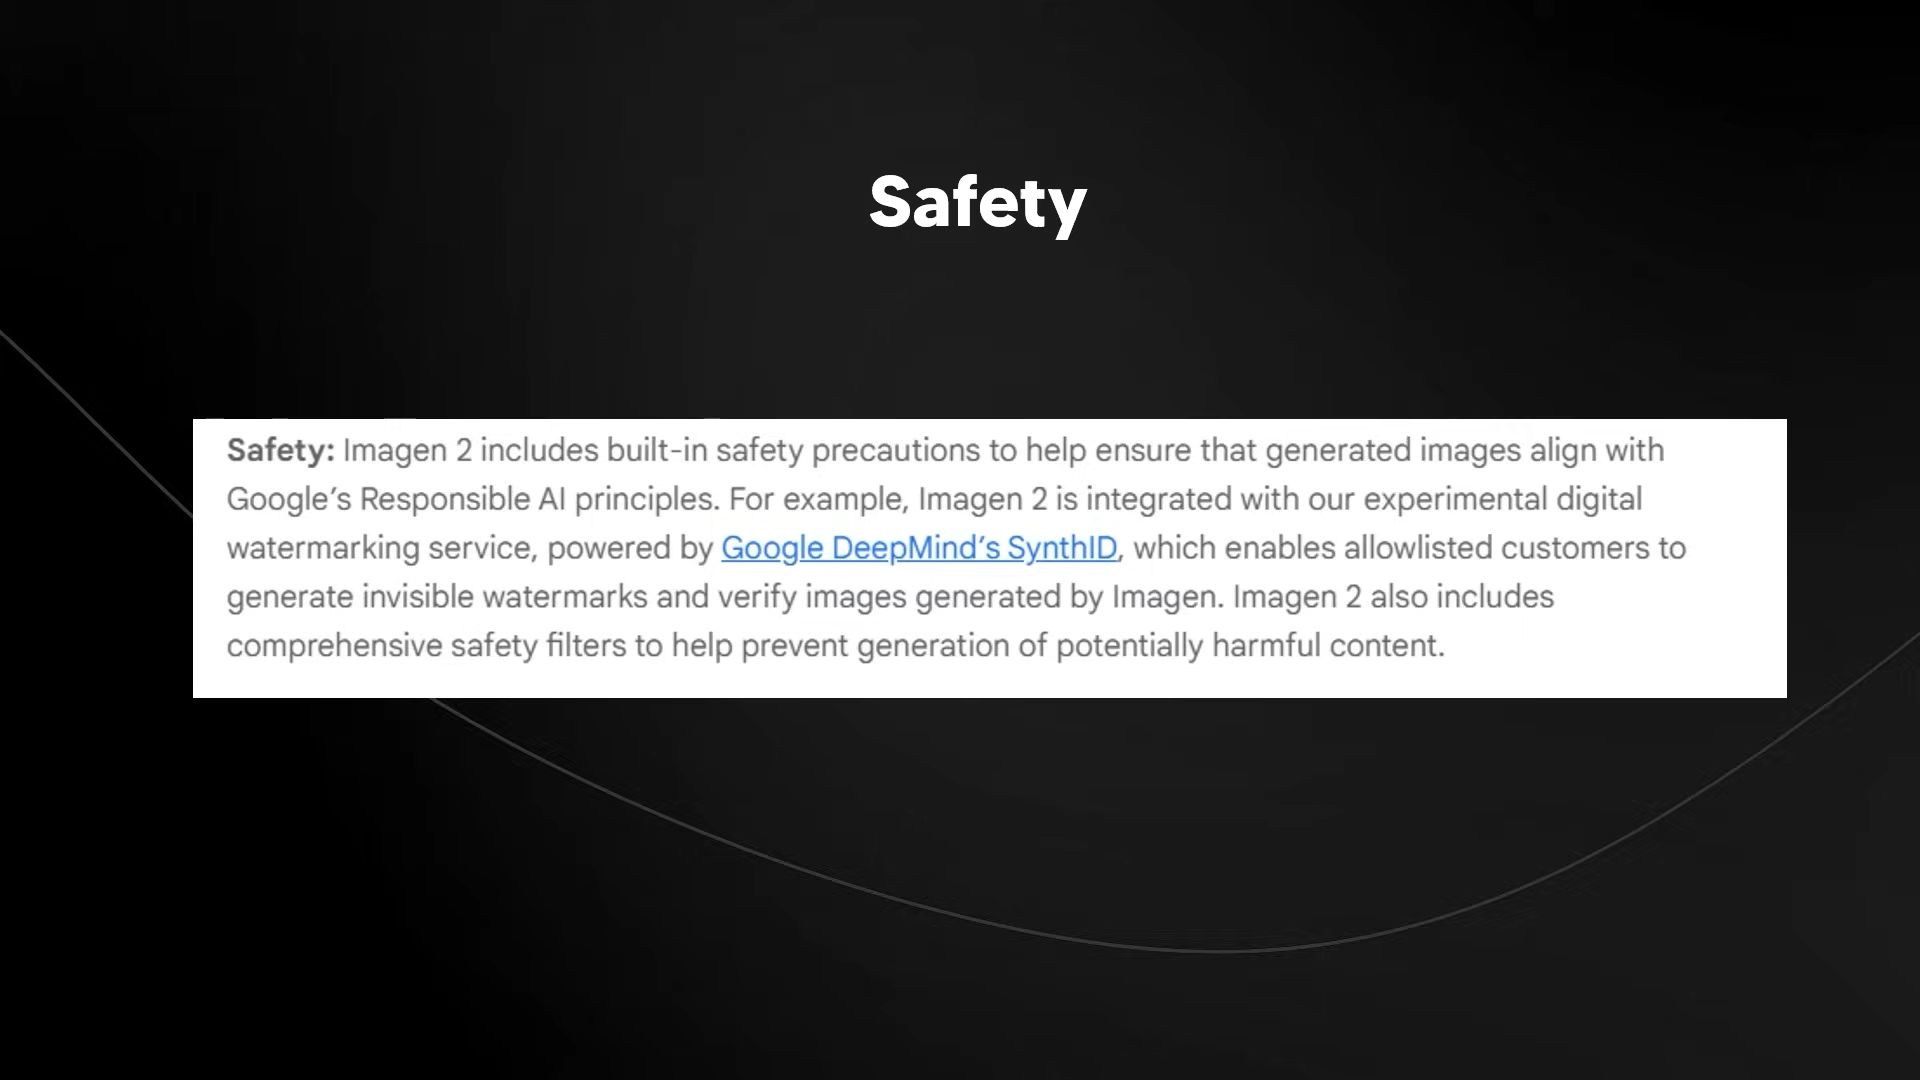 Safety
Safety: Imagen 2 includes built-in safety precautions to help ensure that generated images align with
Google’s Responsible AI principles. For example, Imagen 2 is integrated with our experimental digital
watermarking service, powered by Google DeepMind’s SynthID, which enables allowlisted customers to
generate invisible watermarks and verify images generated by Imagen. Imagen 2 also includes
comprehensive safety filters to help prevent generation of potentially harmful content.